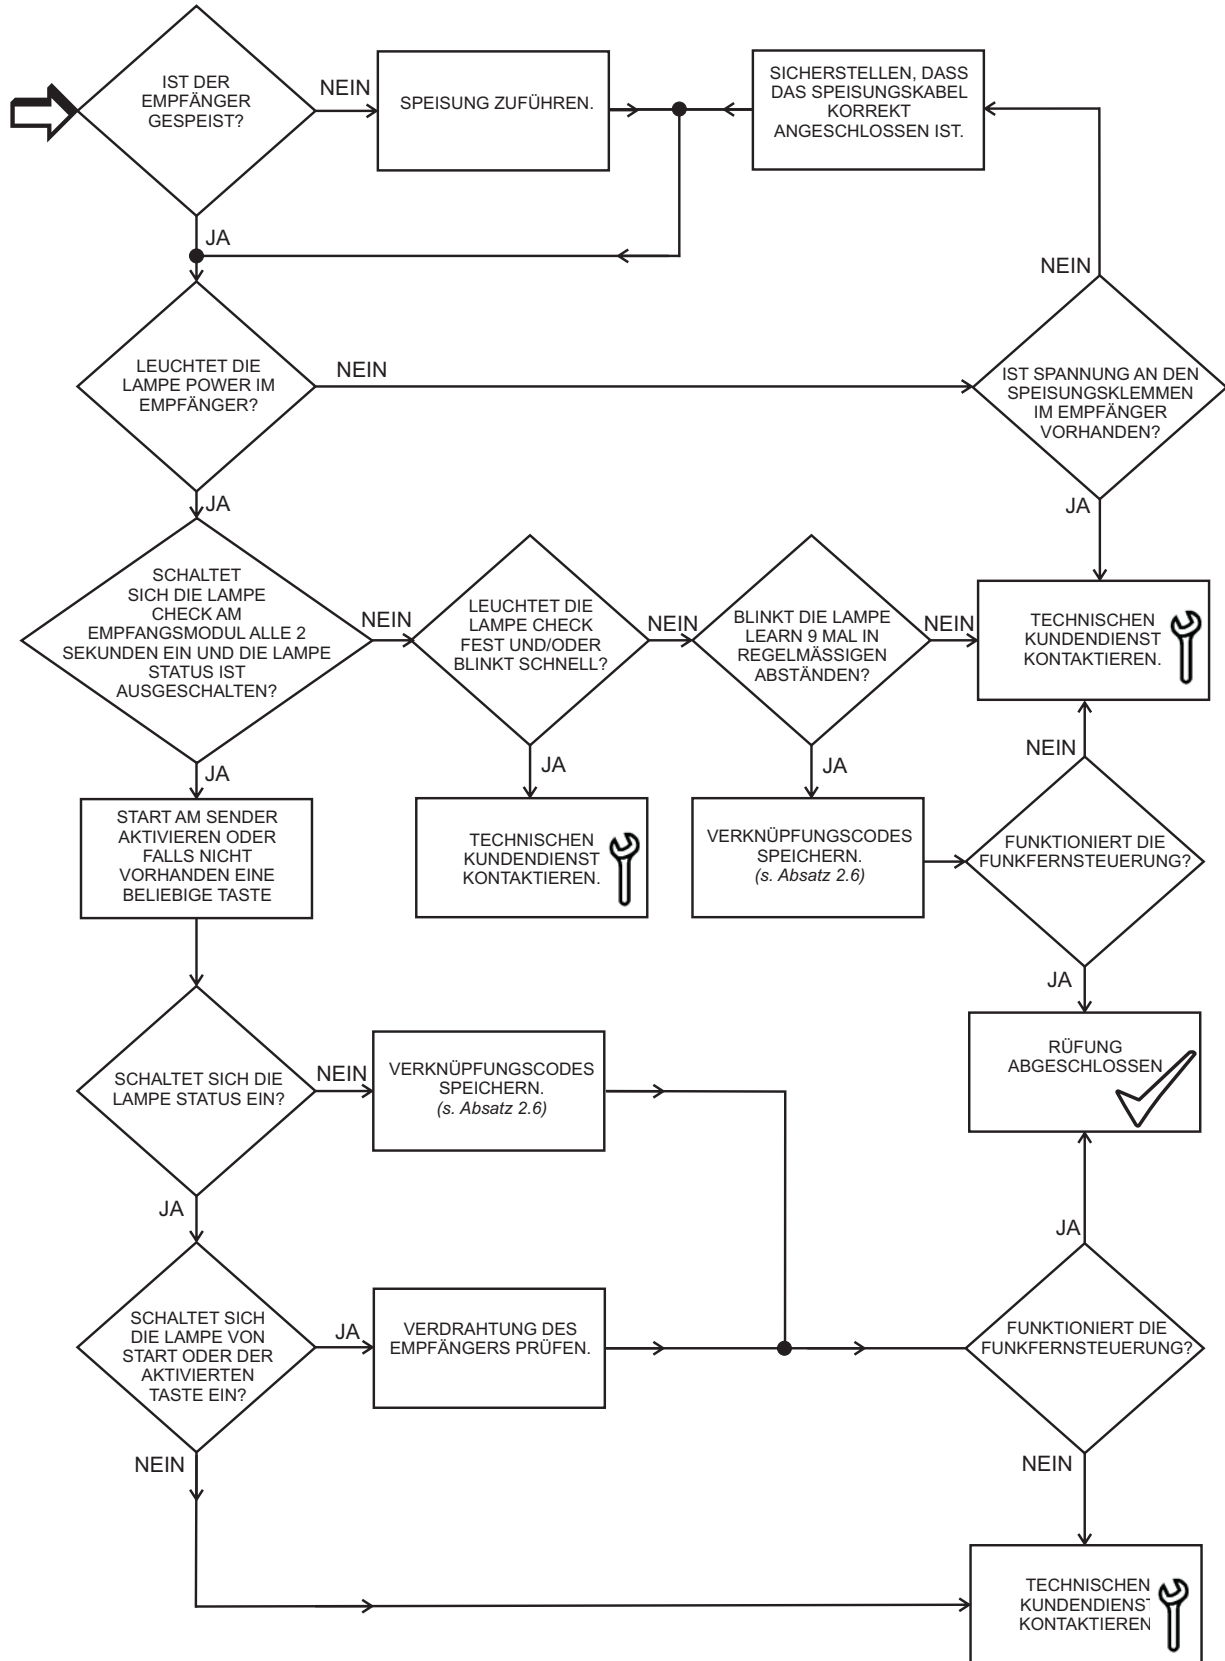 IST DER
EMPFÄNGER
GESPEIST?
NEIN
SPEISUNG ZUFÜHREN.
SICHERSTELLEN, DASS
DAS SPEISUNGSKABEL
KORREKT
ANGESCHLOSSEN IST.
JA
NEIN
LEUCHTET DIE
LAMPE POWER IM
EMPFÄNGER?
NEIN
IST SPANNUNG AN DEN
SPEISUNGSKLEMMEN
IM EMPFÄNGER
VORHANDEN?
JA
JA
SCHALTET
SICH DIE LAMPE
CHECK AM
EMPFANGSMODUL ALLE 2
SEKUNDEN EIN UND DIE LAMPE
STATUS IST
AUSGESCHALTEN?
NEIN
LEUCHTET DIE
LAMPE CHECK
FEST UND/ODER
BLINKT SCHNELL?
NEIN
BLINKT DIE LAMPE
LEARN 9 MAL IN
REGELMÄSSIGEN
ABSTÄNDEN?
NEIN
TECHNISCHEN
KUNDENDIENST
KONTAKTIEREN.
JA
JA
JA
NEIN
START AM SENDER
AKTIVIEREN ODER
FALLS NICHT
VORHANDEN EINE
BELIEBIGE TASTE
TECHNISCHEN
KUNDENDIENST
KONTAKTIEREN.
VERKNÜPFUNGSCODES
SPEICHERN.
(s. Absatz 2.6)
FUNKTIONIERT DIE
FUNKFERNSTEUERUNG?
JA
RÜFUNG
ABGESCHLOSSEN
SCHALTET SICH DIE
LAMPE STATUS EIN?
NEIN
VERKNÜPFUNGSCODES
SPEICHERN.
(s. Absatz 2.6)
JA
JA
SCHALTET SICH
DIE LAMPE VON
START ODER DER
AKTIVIERTEN
TASTE EIN?
JA
VERDRAHTUNG DES
EMPFÄNGERS PRÜFEN.
FUNKTIONIERT DIE
FUNKFERNSTEUERUNG?
NEIN
NEIN
TECHNISCHEN
KUNDENDIENST
KONTAKTIEREN